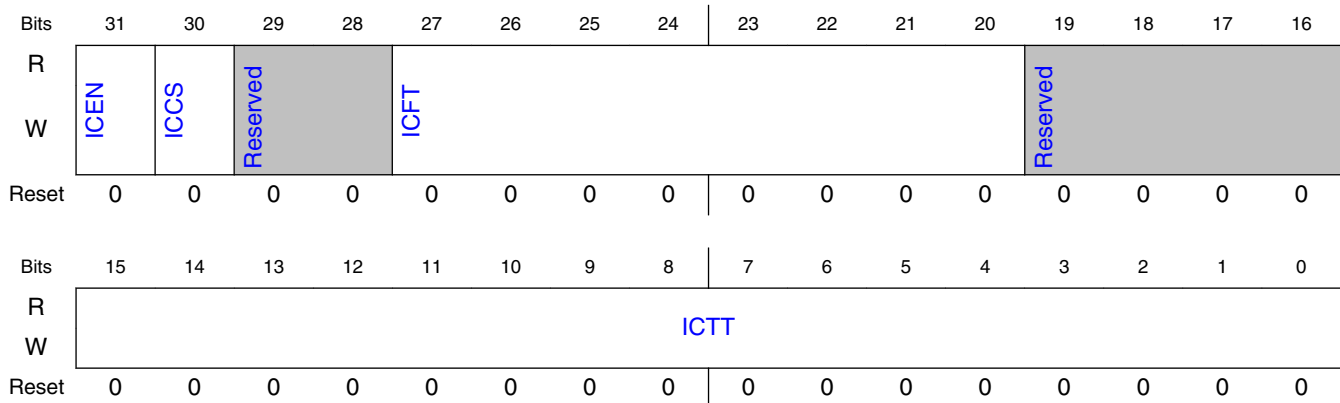 Bits 31 30 29 28 27 26 25 24 23 22 21 20 19 18 17 16
R
W
ICEN ICCS Reserved ICFT Reserved
Reset 0 0 0 0 0 0 0 0 0 0 0 0 0 0 0 0
Bits 15 14 13 12 11 10 9 8 7 6 5 4 3 2 1 0
R
ICTT
W
Reset 0 0 0 0 0 0 0 0 0 0 0 0 0 0 0 0